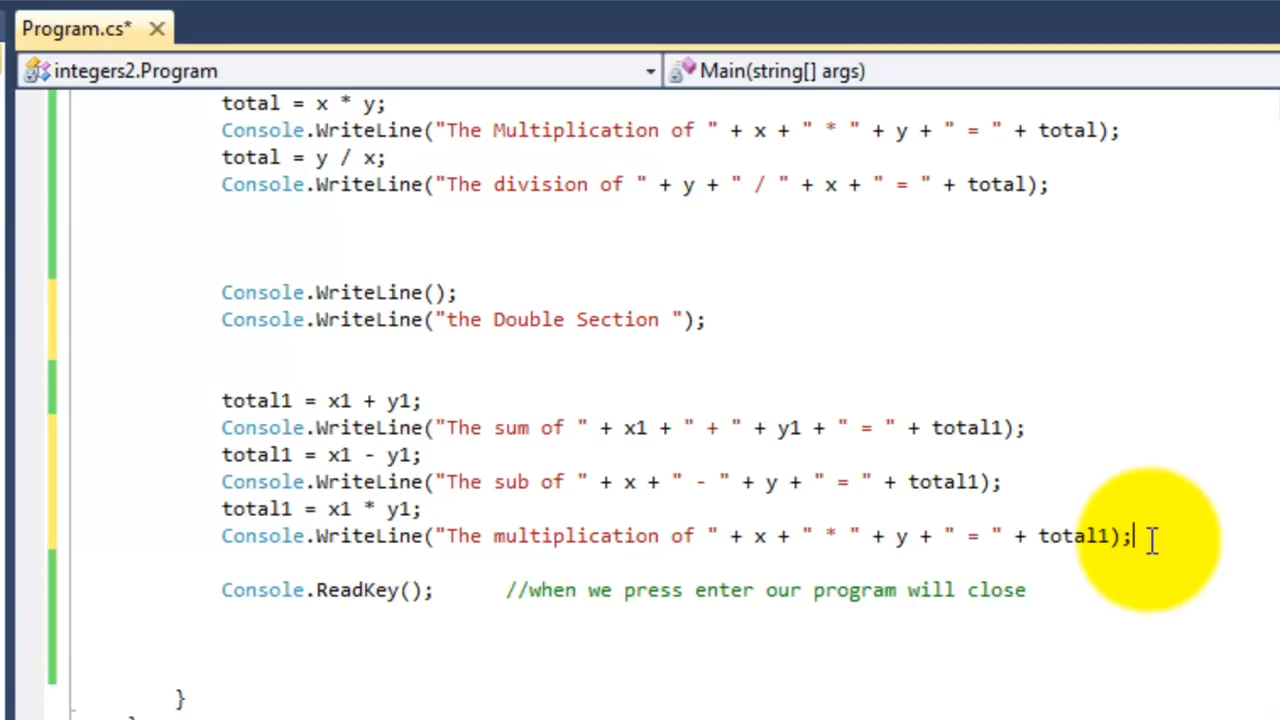 Program.cs*
integers2.Program
Main(string[] args)
total = x * y;
Console.WriteLine("The Multiplication of " + x + " * " + y + " = " + total);
total = y / x;
Console.WriteLine("The division of " + y + " / " + x + " = " + total);
Console.WriteLine();
Console.WriteLine("the Double Section ");
total1 = x1 + y1;
Console.WriteLine("The sum of " + x1 + " + " + y1 + " = " + total1);
total1 = x1 - y1;
Console.WriteLine("The sub of " + x + " - " + y + " = " + total1);
total1 = x1 * y1;
Console.WriteLine("The multiplication of " + x + " * " + y + " = " + total1);
Console.ReadKey(); //when we press enter our program will close
}